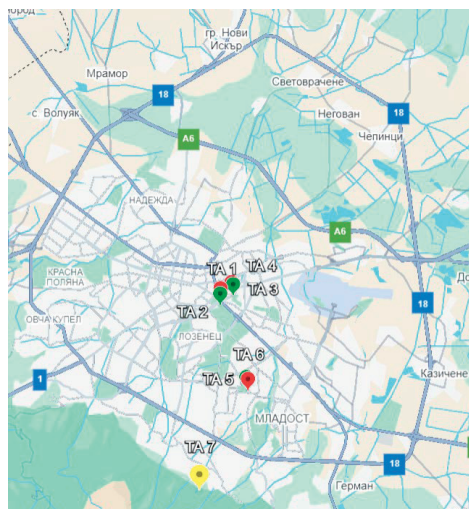 ород
гр. Нови
Искър
Мрамор
Световрачене
18
с. Волуяк
Негован
18
A6
Чепинци
НАДЕЖДА
A6
TA 1
TA 4
КРАСНА
ПОЛЯНА
TA 3
До
TA 2
18
ОВЧА КУПЕЛ
ЛОЗЕНЕЦ
TA 6
1
TA 5
Казичене
МЛАДОСТ
TA 7
18
Герман